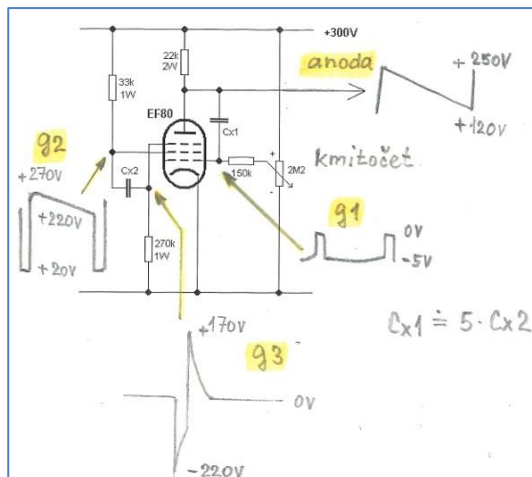 +300V
22k
2W
anoda
+250V
+120V
33k
1W
EF80
Cx1
g2
+270V
+220V
+20V
Cx2
150k
+
-
2M2
kmitočet
g1
0V
-5V
270k
1W
Cx1 ≐ 5·Cx2
+170V
g3
0V
-220V